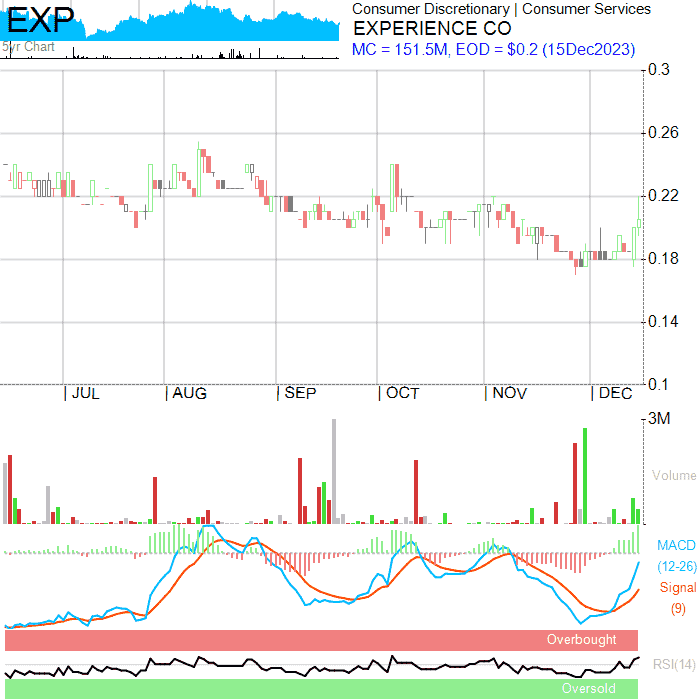 EXP
5yr Chart
Consumer Discretionary | Consumer Services
EXPERIENCE CO
MC = 151.5M, EOD = $0.2 (15Dec2023)
0.3
0.26
0.22
0.18
0.14
0.1
| JUL | AUG | SEP | OCT | NOV | DEC
3M
Volume
MACD
(12-26)
Signal
(9)
Overbought
RSI(14)
Oversold